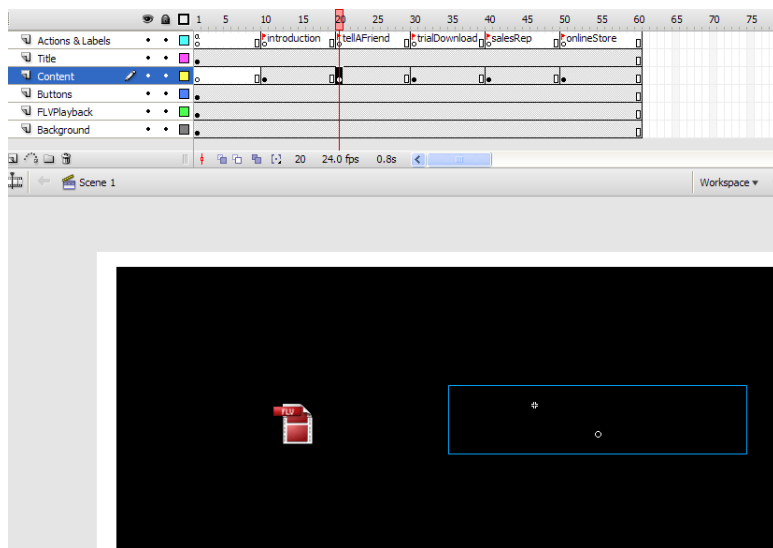 1 5 10 15 20 25 30 35 40 45 50 55 60 65 70 75
Actions & Labels
introduction tellAFriend trialDownload salesRep onlineStore
Title
Content
Buttons
FLVPlayback
Background
20 24.0 fps 0.8s
Scene 1
Workspace
FLV